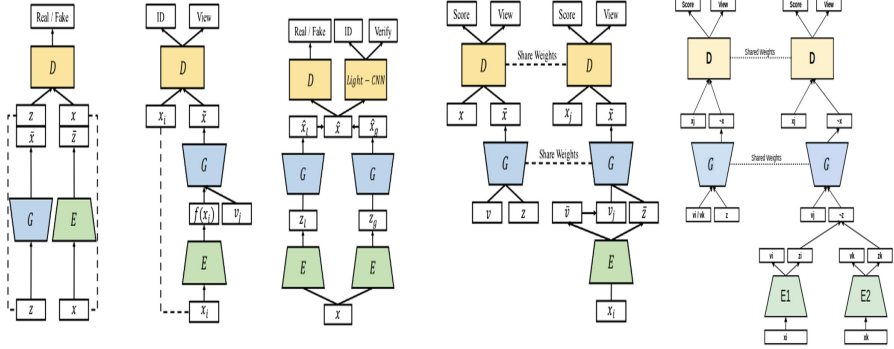 Real / Fake
D
z x
x̃ z̃
G E
z x
ID View
D
x_i x̃
G
f(x_i) v_j
E
x_i
Real / Fake ID Verify
D Light-CNN
x̂_l x̂ x̂_g
G G
z_l z_g
E E
x
Score View Score View
Share Weights
D D
x x̃ x_j x̃
G Share Weights G
v z ṽ v_j z̃
E
x_i
Score View Score View
D Shared Weights D
xj ~x xj ~x
G Shared Weights G
vi / vk z vj ~z
vi zi vk zk
E1 E2
xi xk